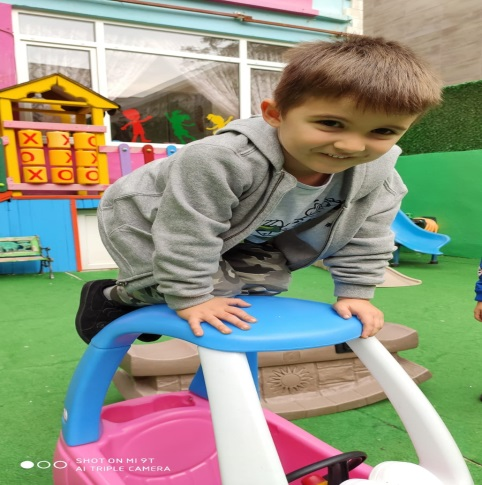 X X
X O
X O X
SHOT ON MI 9T
AI TRIPLE CAMERA